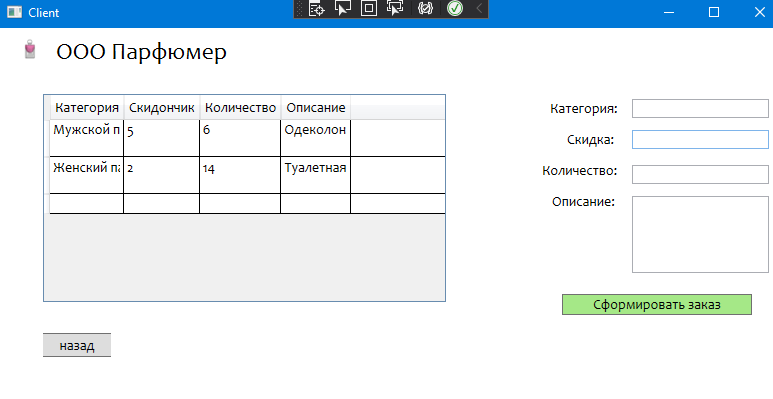 Client
ООО Парфюмер
Категория Скидончик Количество Описание
Мужской п 5 6 Одеколон
Женский па 2 14 Туалетная
Категория:
Скидка:
Количество:
Описание:
Сформировать заказ
назад